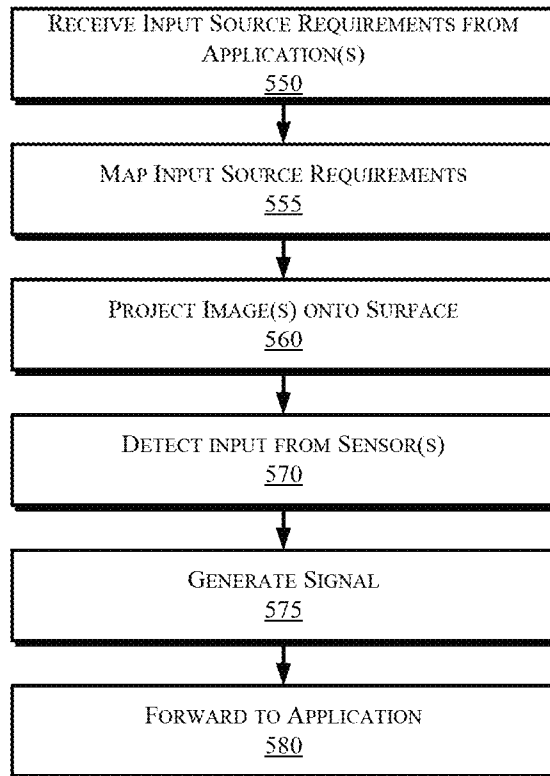 Receive Input Source Requirements from
Application(s)
550
Map Input Source Requirements
555
Project Image(s) onto Surface
560
Detect input from Sensor(s)
570
Generate Signal
575
Forward to Application
580